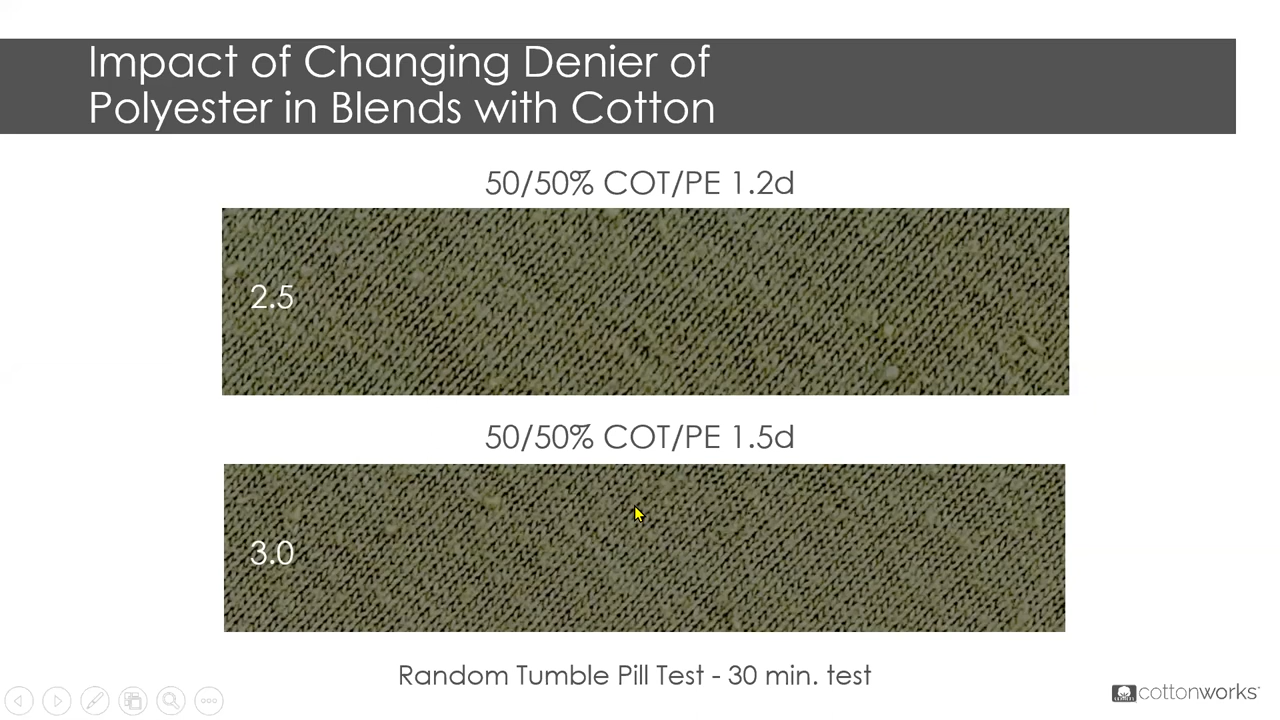 Impact of Changing Denier of
Polyester in Blends with Cotton
50/50% COT/PE 1.2d
2.5
50/50% COT/PE 1.5d
3.0
Random Tumble Pill Test - 30 min. test
cottonworks